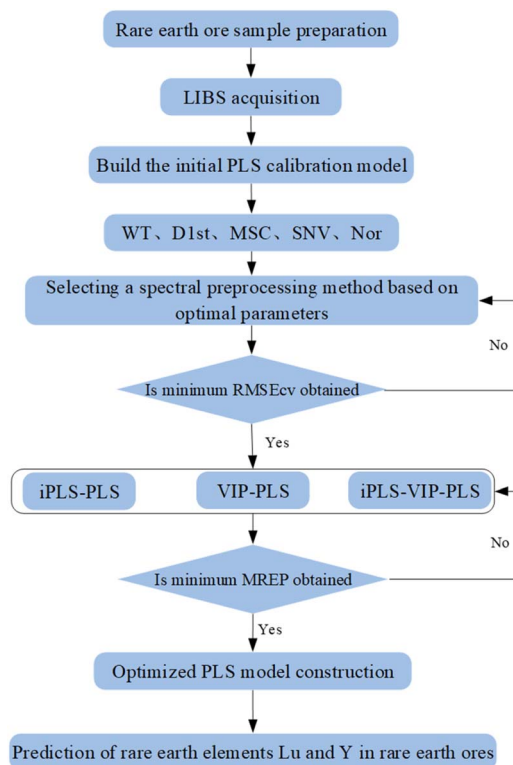 Rare earth ore sample preparation
LIBS acquisition
Build the initial PLS calibration model
WT、D1st、MSC、SNV、Nor
Selecting a spectral preprocessing method based on
optimal parameters
No
Is minimum RMSEcv obtained
Yes
iPLS-PLS VIP-PLS iPLS-VIP-PLS
No
Is minimum MREP obtained
Yes
Optimized PLS model construction
Prediction of rare earth elements Lu and Y in rare earth ores